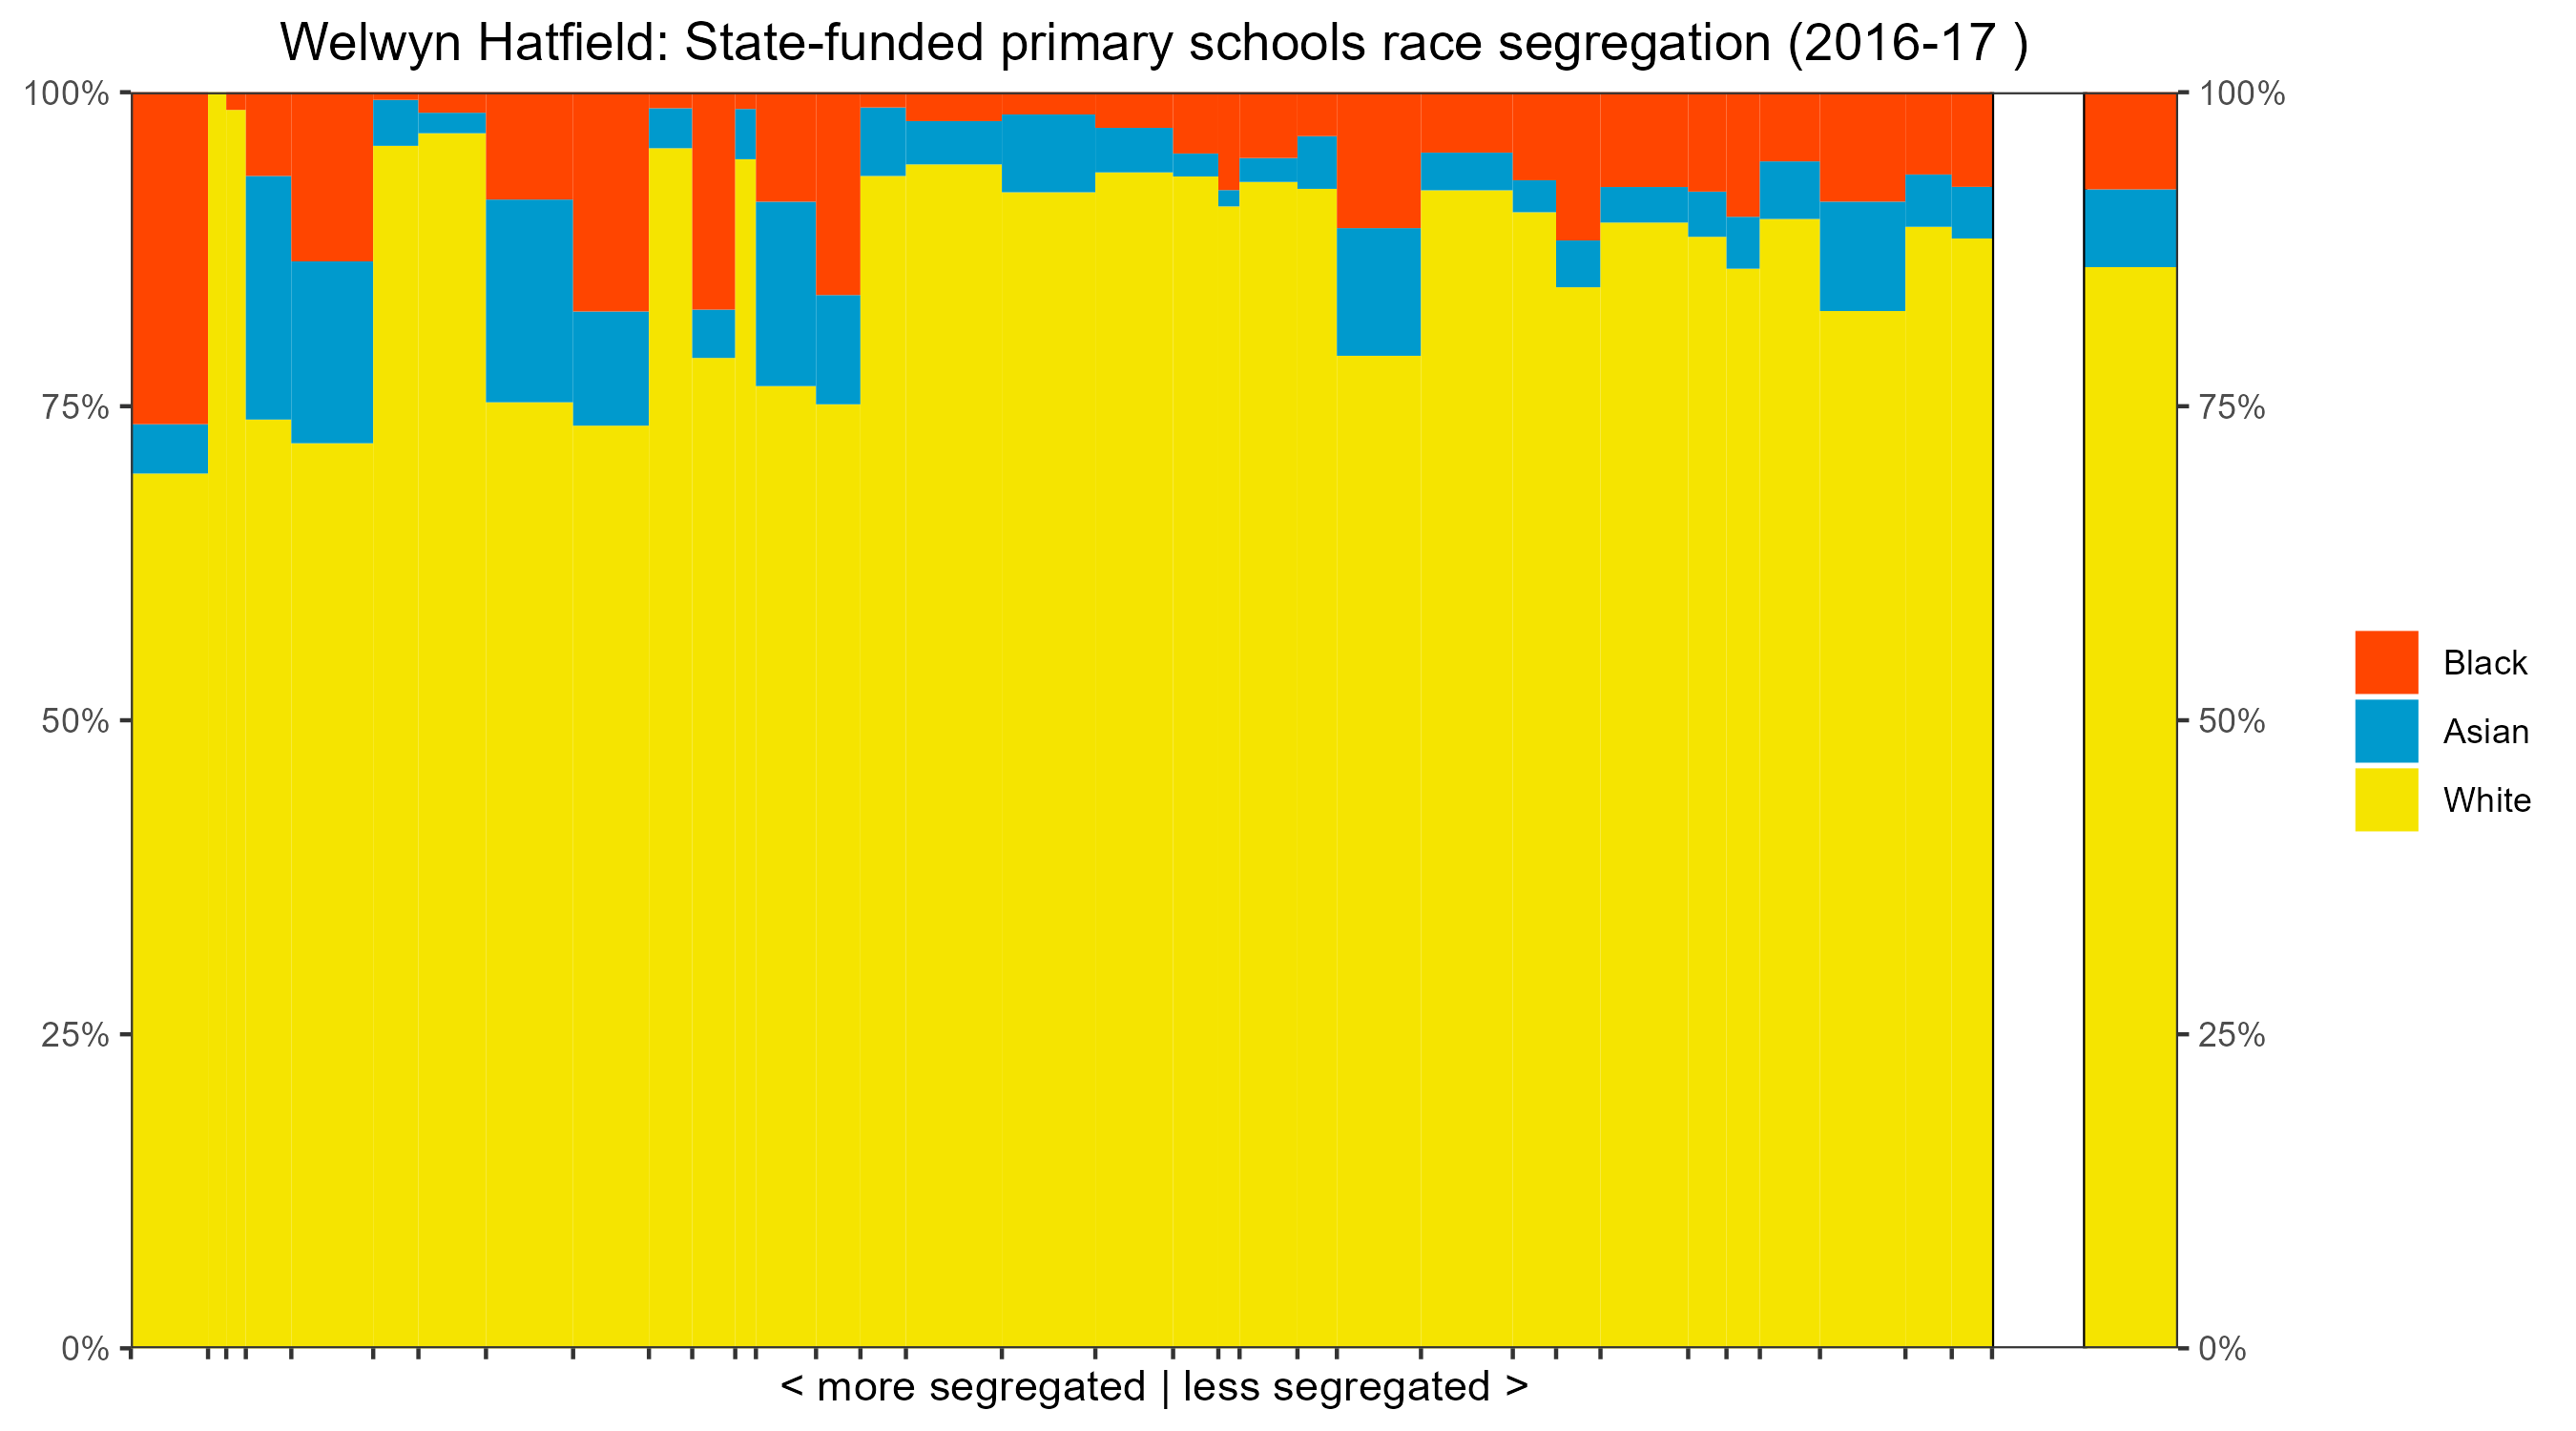 Welwyn Hatfield: State-funded primary schools race segregation (2016-17 )
100%
75%
50%
25%
0%
100%
75%
50%
25%
0%
Black
Asian
White
< more segregated | less segregated >